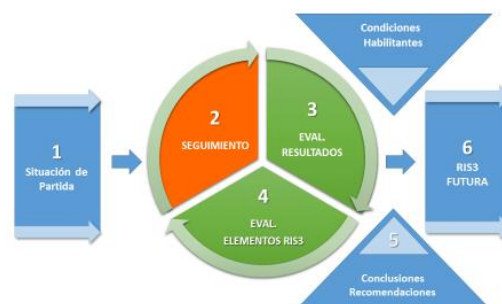 Condiciones
Habilitantes
1
Situación de
Partida
2
SEGUIMIENTO
3
EVAL.
RESULTADOS
4
EVAL.
ELEMENTOS RIS3
5
Conclusiones
Recomendaciones
6
RIS3
FUTURA